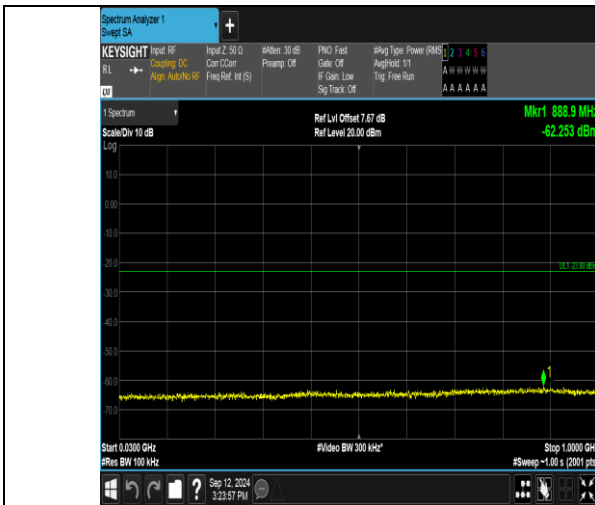 Spectrum Analyzer 1
Swept SA
+
KEYSIGHT
RL
LXI
Input: RF
Coupling: DC
Align: Auto/No RF
Input Z: 50 Ω
Corr CCorr
Freq Ref: Int (S)
#Atten: 30 dB
Preamp: Off
PNO: Fast
Gate: Off
IF Gain: Low
Sig Track: Off
#Avg Type: Power (RMS
Avg|Hold: 1/1
Trig: Free Run
1 2 3 4 5 6
A W W W W W
A A A A A A
1 Spectrum
Scale/Div 10 dB
Log
Ref Lvl Offset 7.67 dB
Ref Level 20.00 dBm
Mkr1 888.9 MHz
-62.253 dBm
10.0
0.00
-10.0
-20.0
DL1 -23.00 dBm
-30.0
-40.0
-50.0
-60.0
1
-70.0
Start 0.0300 GHz
#Video BW 300 kHz*
Stop 1.0000 GH
#Res BW 100 kHz
#Sweep ~1.00 s (2001 pts
?
Sep 12, 2024
3:23:57 PM